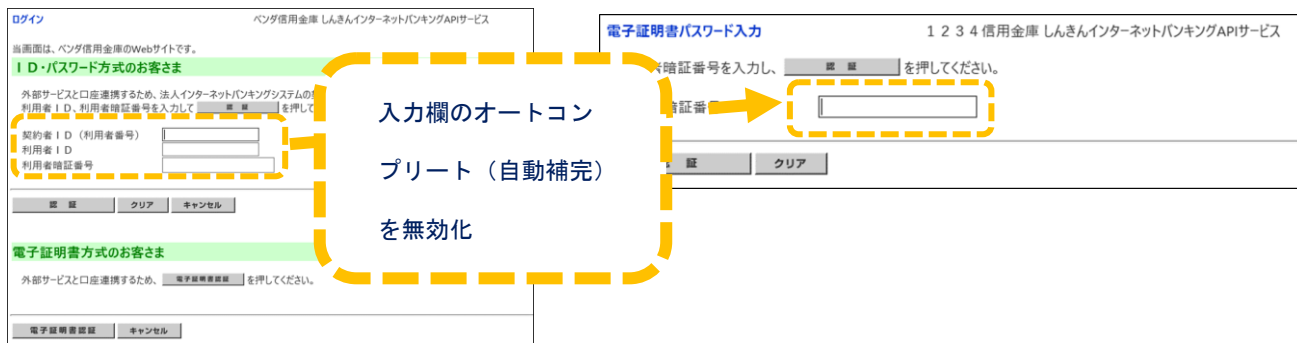 ログイン
ベンダ信用金庫 しんきんインターネットバンキングAPIサービス
当画面は、ベンダ信用金庫のWebサイトです。
ＩＤ・パスワード方式のお客さま
外部サービスと口座連携するため、法人インターネットバンキングシステムの
利用者ＩＤ、利用者暗証番号を入力して 認 証 を押して
契約者ＩＤ（利用者番号）
利用者ＩＤ
利用者暗証番号
認 証 クリア キャンセル
電子証明書方式のお客さま
外部サービスと口座連携するため、 電子証明書認証 を押してください。
電子証明書認証 キャンセル
入力欄のオートコン
プリート（自動補完）
を無効化
電子証明書パスワード入力
１２３４信用金庫 しんきんインターネットバンキングAPIサービス
暗証番号を入力し、 認 証 を押してください。
暗証番
証 クリア